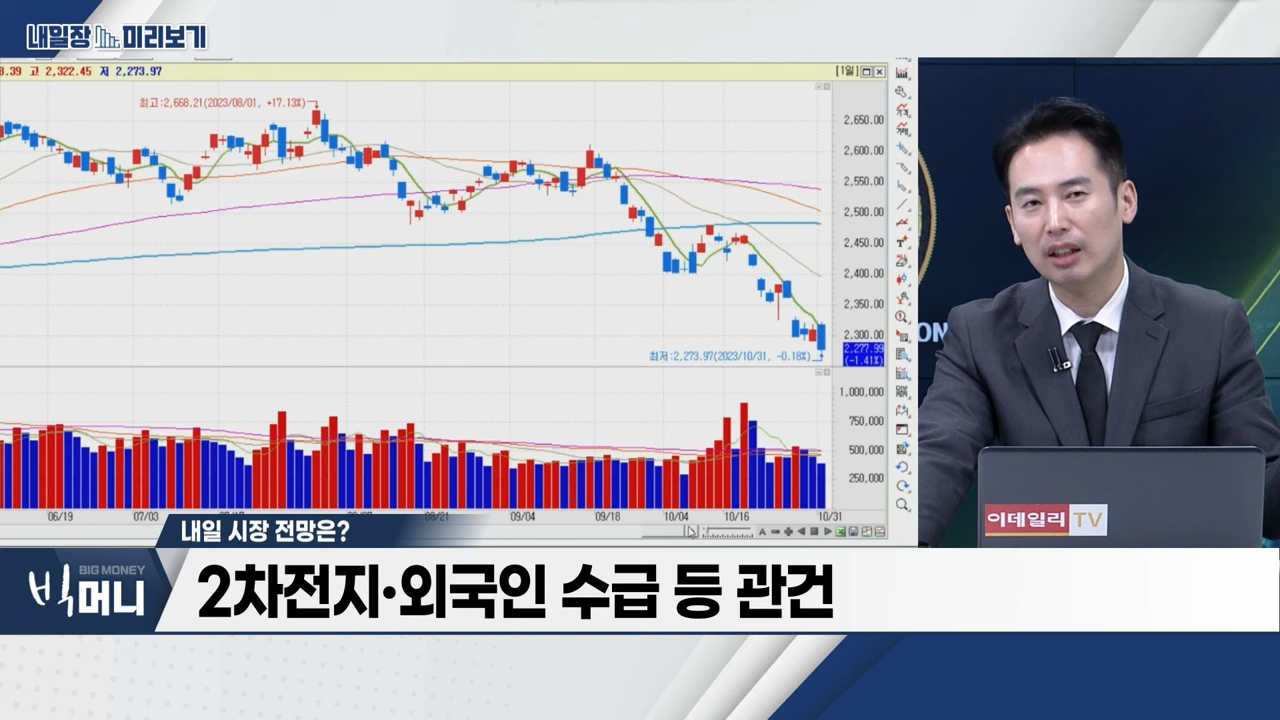 내일장 미리보기
8.39 고 2,322.45 저 2,273.97
[1일]
최고:2,668.21(2023/08/01, +17.13%)
2,650.00
2,600.00
2,550.00
2,500.00
2,450.00
2,400.00
2,350.00
2,300.00
2,277.99
(-1.41%)
최저:2,273.97(2023/10/31, -0.18%)
1,000,000
750,000
500,000
250,000
06/19 07/03 08/21 09/04 09/18 10/04 10/16 10/31
ON
이데일리 TV
내일 시장 전망은?
BIG MONEY
빅머니
2차전지·외국인 수급 등 관건